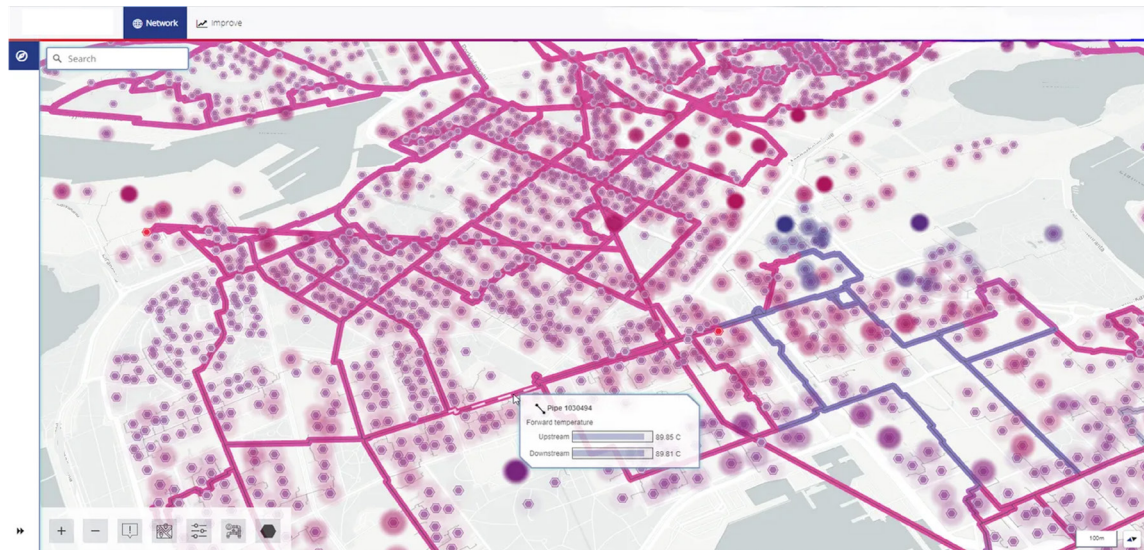 Network
Improve
Search
Pipe 1030494
Forward temperature
Upstream 89.85 C
Downstream 89.81 C
100m